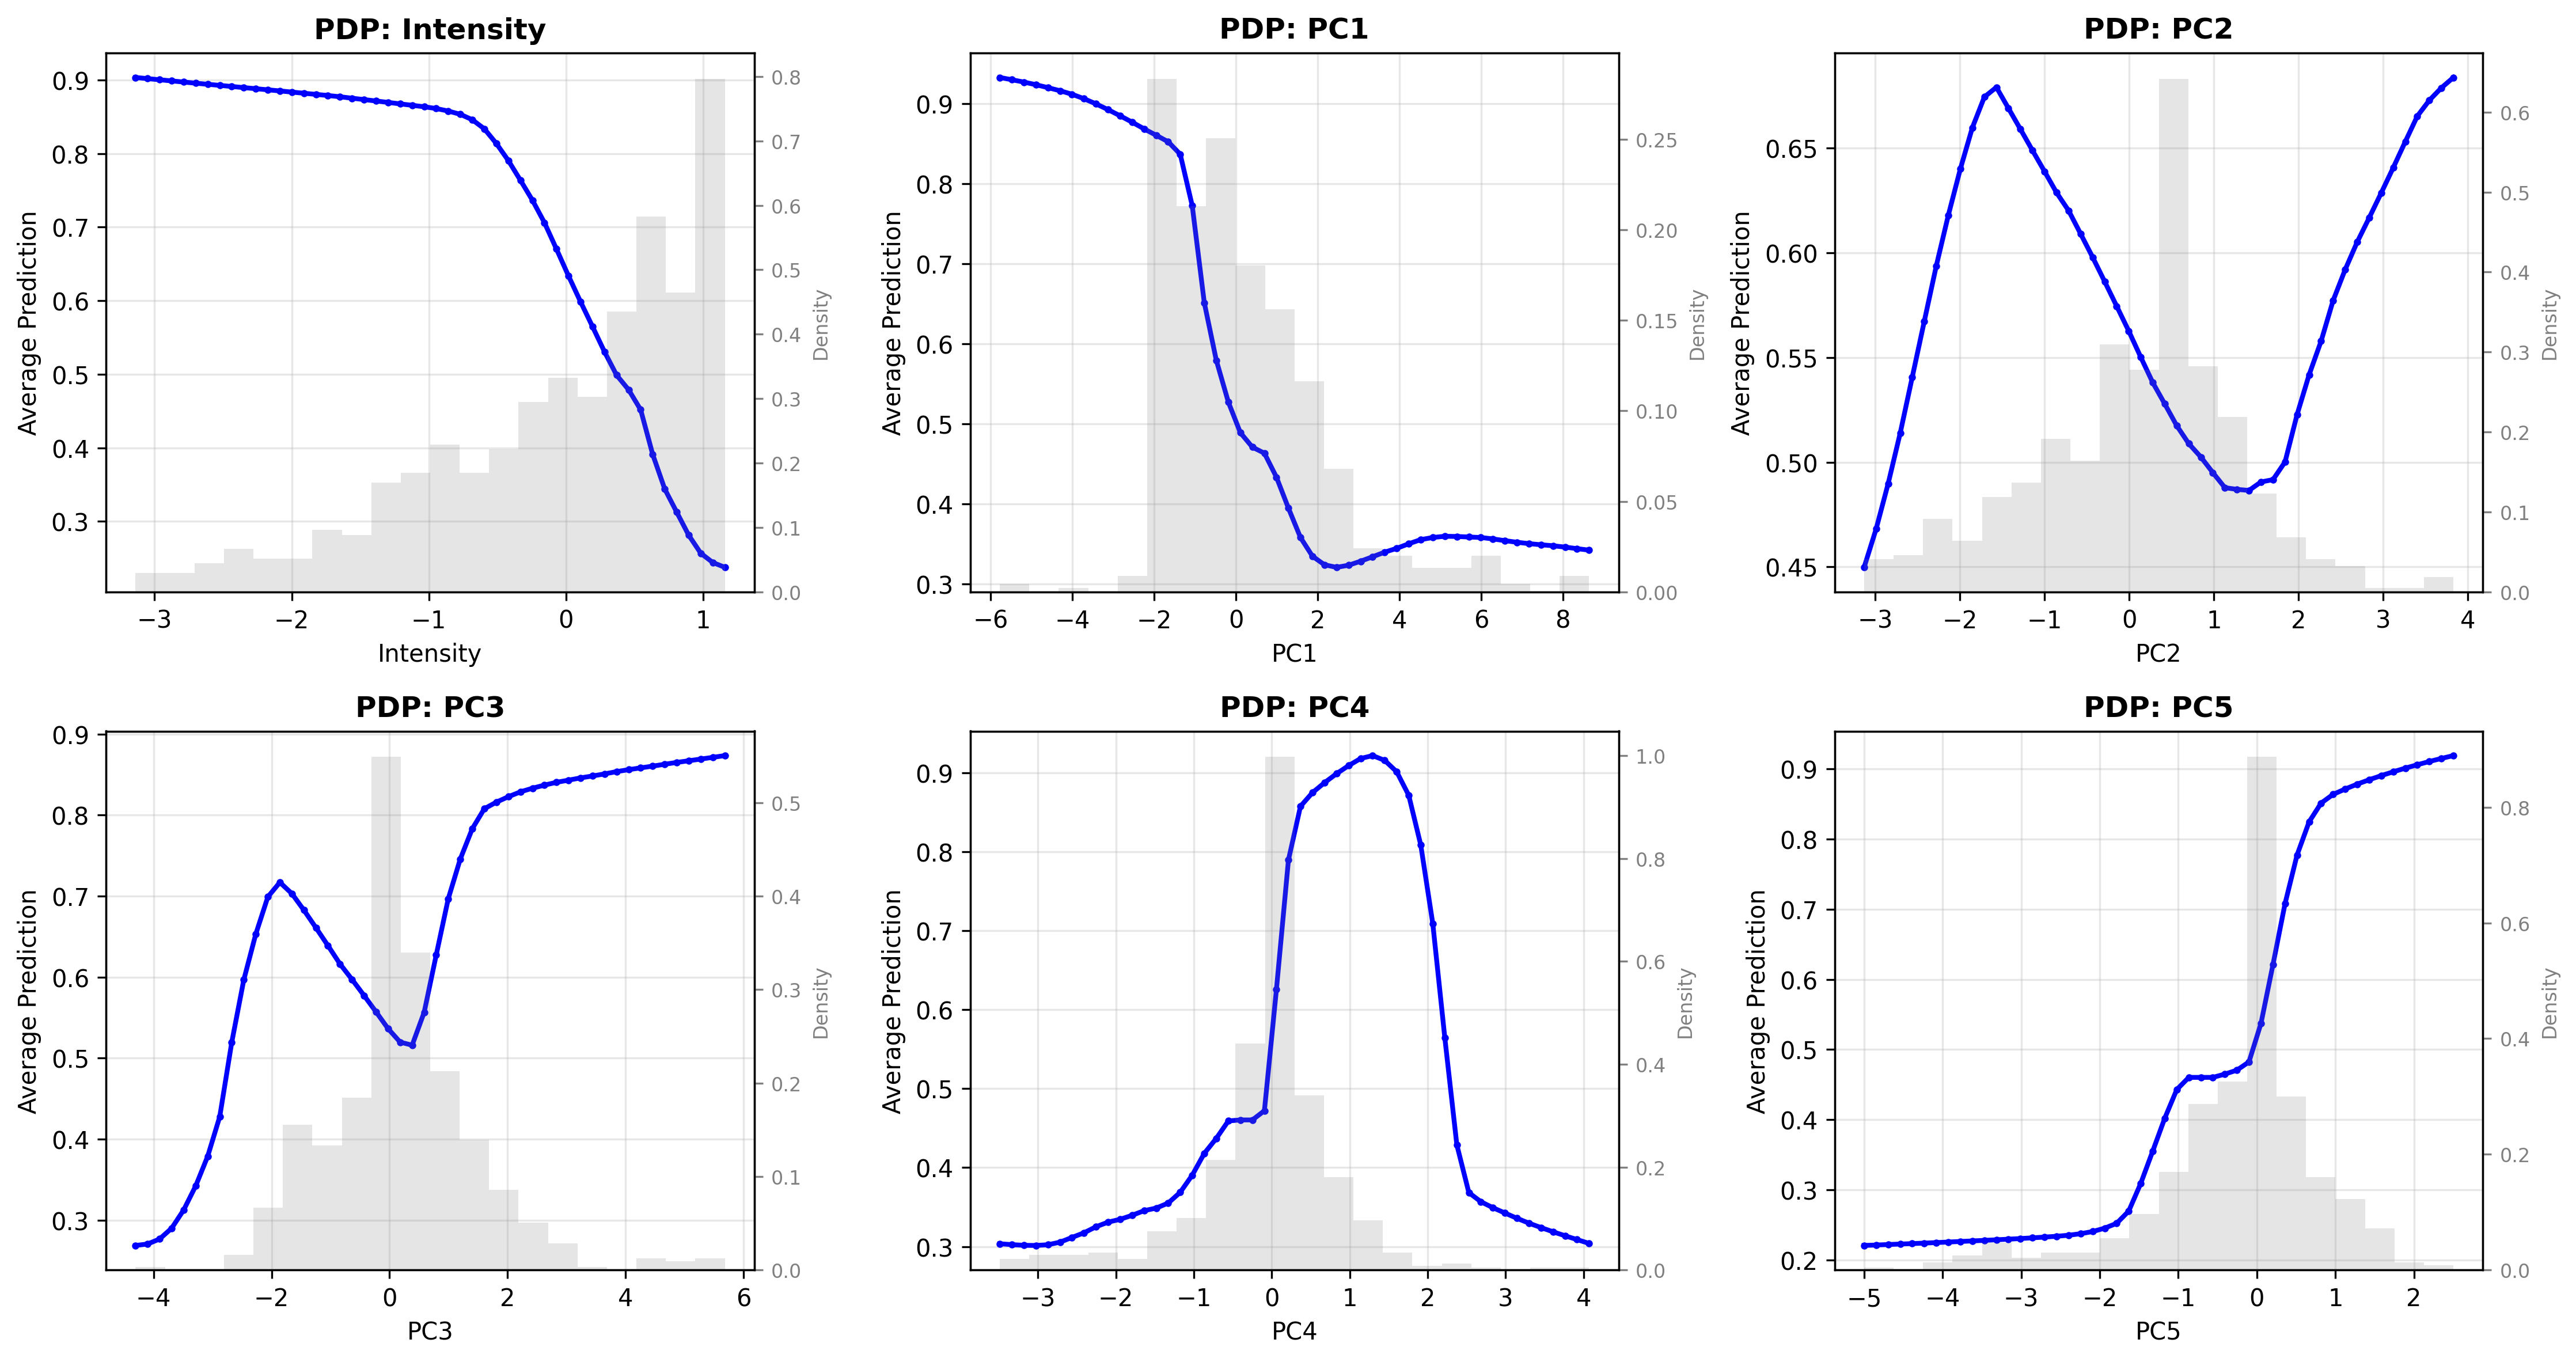 PDP: Intensity
0.9
0.8
0.7
0.6
0.5
0.4
0.3
Average Prediction
0.8
0.7
0.6
0.5
0.4
0.3
0.2
0.1
0.0
Density
−3 −2 −1 0 1
Intensity
PDP: PC1
0.9
0.8
0.7
0.6
0.5
0.4
0.3
Average Prediction
0.25
0.20
0.15
0.10
0.05
0.00
Density
−6 −4 −2 0 2 4 6 8
PC1
PDP: PC2
0.65
0.60
0.55
0.50
0.45
Average Prediction
0.6
0.5
0.4
0.3
0.2
0.1
0.0
Density
−3 −2 −1 0 1 2 3 4
PC2
PDP: PC3
0.9
0.8
0.7
0.6
0.5
0.4
0.3
Average Prediction
0.5
0.4
0.3
0.2
0.1
0.0
Density
−4 −2 0 2 4 6
PC3
PDP: PC4
0.9
0.8
0.7
0.6
0.5
0.4
0.3
Average Prediction
1.0
0.8
0.6
0.4
0.2
0.0
Density
−3 −2 −1 0 1 2 3 4
PC4
PDP: PC5
0.9
0.8
0.7
0.6
0.5
0.4
0.3
0.2
Average Prediction
0.8
0.6
0.4
0.2
0.0
Density
−5 −4 −3 −2 −1 0 1 2
PC5